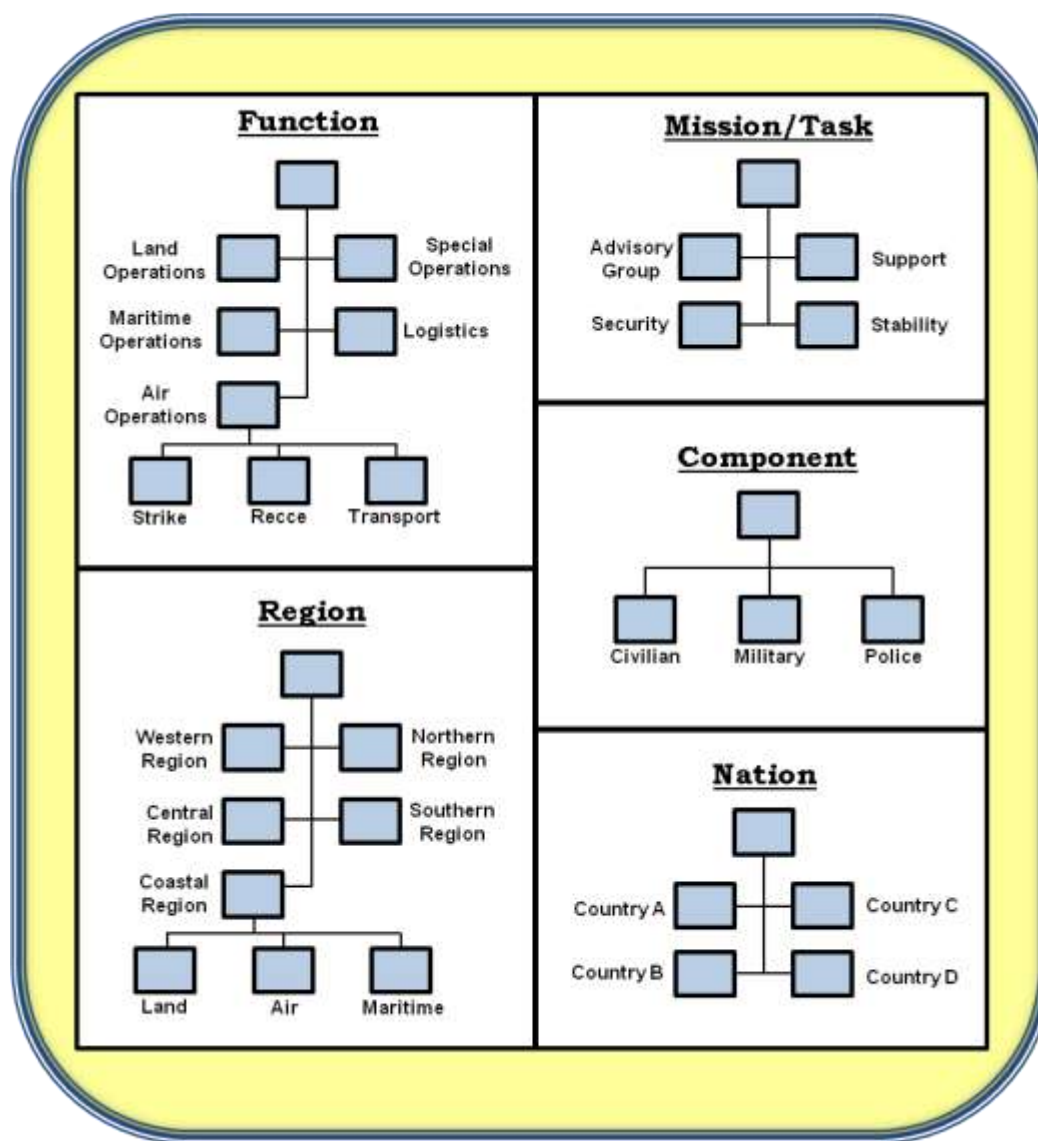 Function
Land
Operations
Special
Operations
Maritime
Operations
Logistics
Air
Operations
Strike
Recce
Transport
Region
Western
Region
Northern
Region
Central
Region
Southern
Region
Coastal
Region
Land
Air
Maritime
Mission/Task
Advisory
Group
Support
Security
Stability
Component
Civilian
Military
Police
Nation
Country A
Country C
Country B
Country D